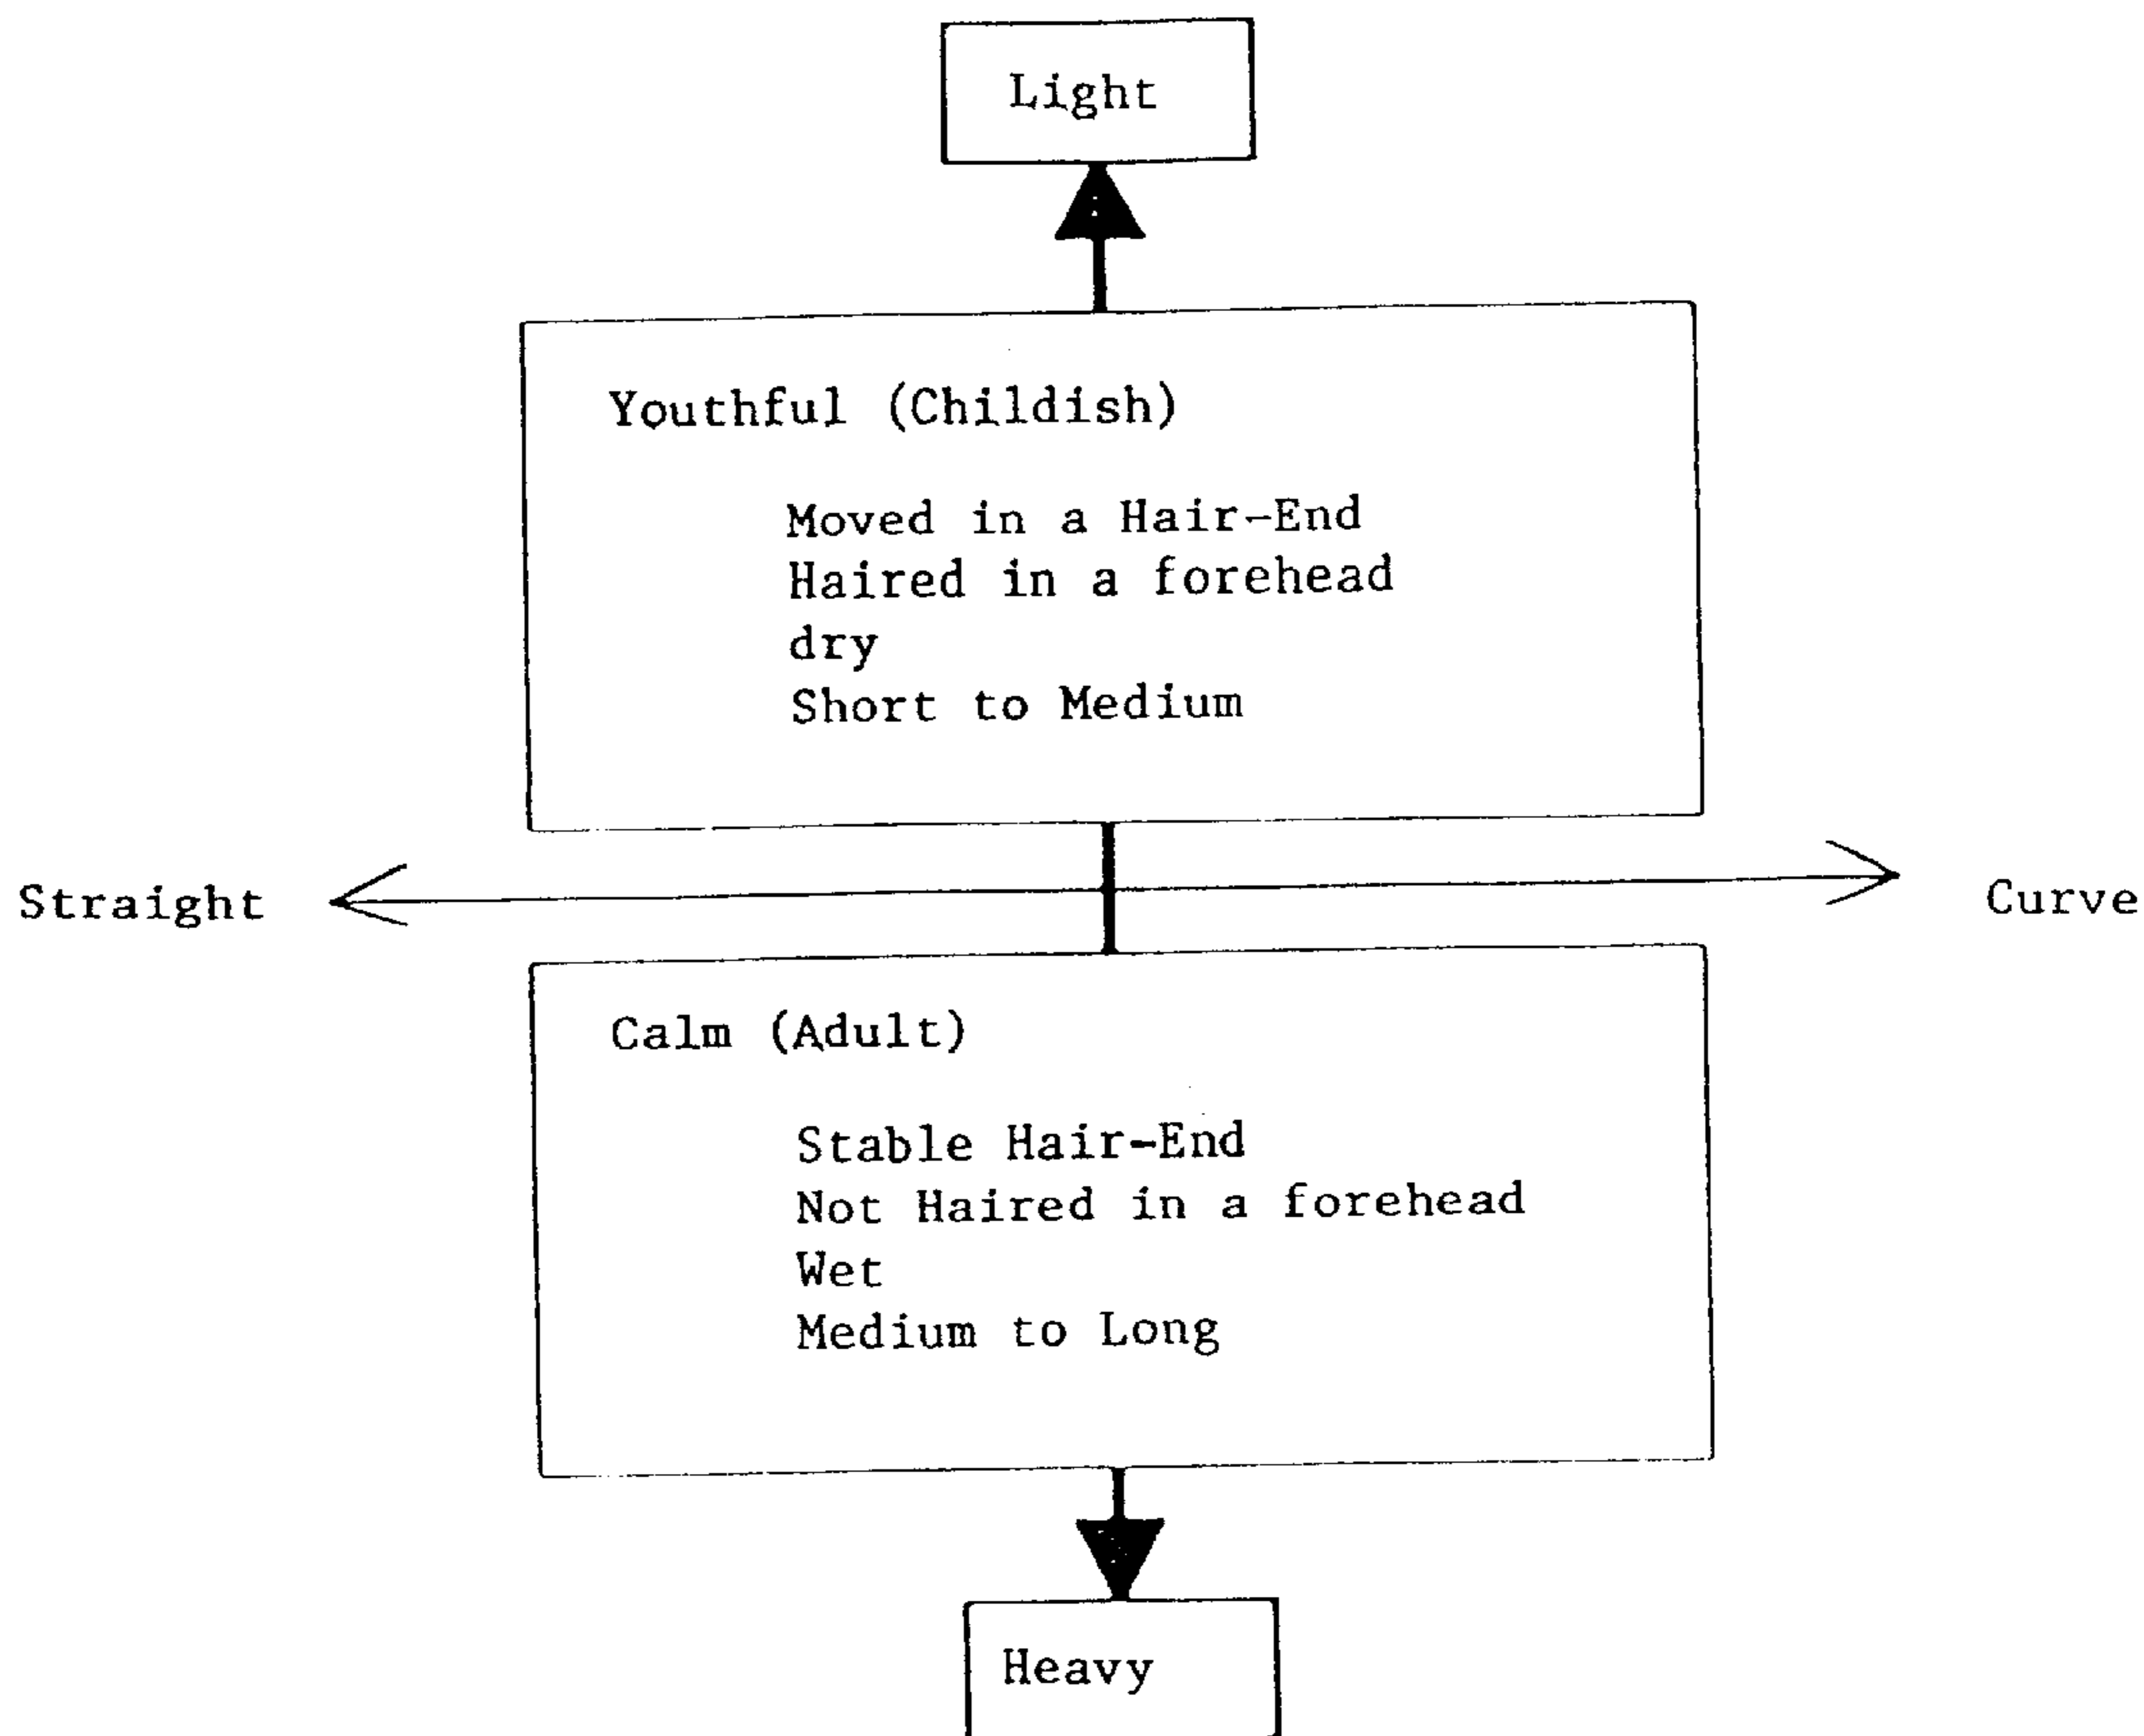 Light
Youthful (Childish)
Moved in a Hair-End
Haired in a forehead
dry
Short to Medium
Straight
Curve
Calm (Adult)
Stable Hair-End
Not Haired in a forehead
Wet
Medium to Long
Heavy